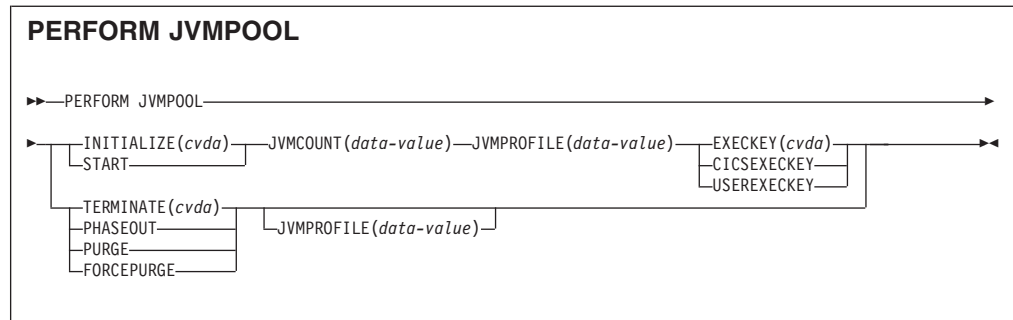 PERFORM JVMPOOL
PERFORM JVMPOOL
INITIALIZE(cvda) JVMCOUNT(data-value) JVMPROFILE(data-value) EXECKEY(cvda)
START CICSEXECKEY
USEREXECKEY
TERMINATE(cvda)
PHASEOUT JVMPROFILE(data-value)
PURGE
FORCEPURGE